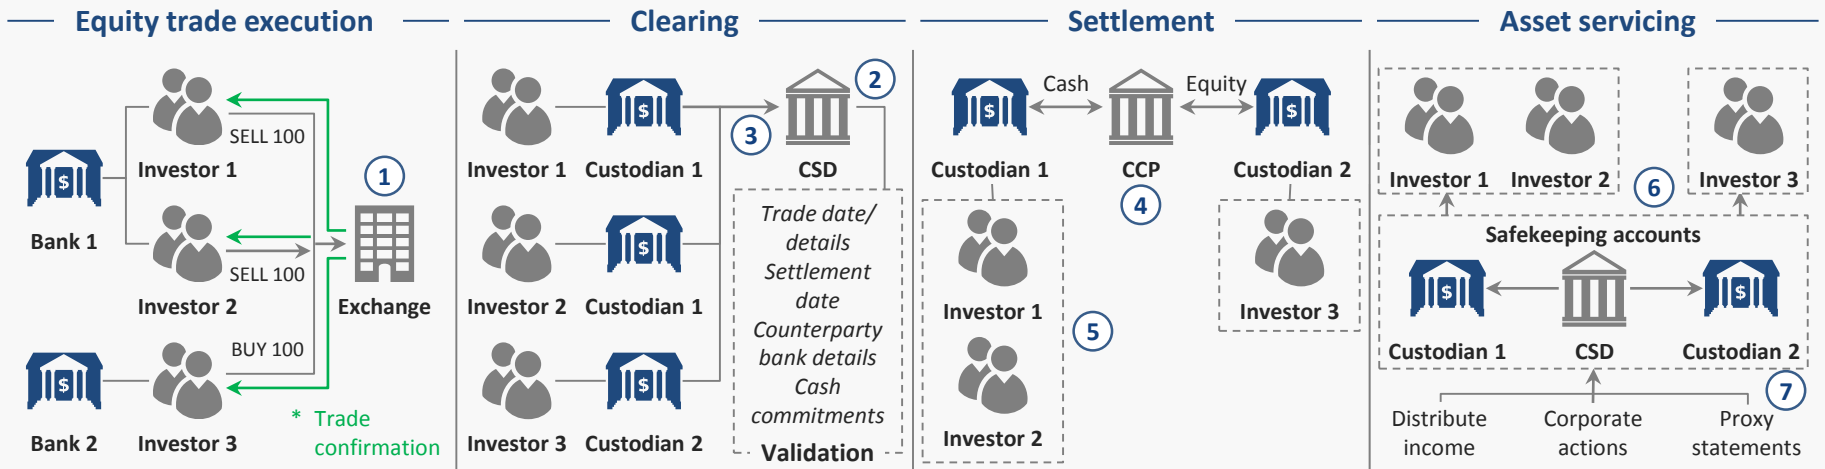 Equity trade execution
SELL 100
Investor 1
1
Bank 1
SELL 100
Investor 2
Exchange
BUY 100
Bank 2
Investor 3
* Trade
confirmation
Clearing
2
3
Investor 1
Custodian 1
CSD
Investor 2
Custodian 1
Investor 3
Custodian 2
Trade date/
details
Settlement
date
Counterparty
bank details
Cash
commitments
Validation
Settlement
Cash
Equity
Custodian 1
CCP
Custodian 2
4
Investor 1
5
Investor 2
Investor 3
Asset servicing
Investor 1
Investor 2
6
Investor 3
Safekeeping accounts
Custodian 1
CSD
Custodian 2
7
Distribute
income
Corporate
actions
Proxy
statements